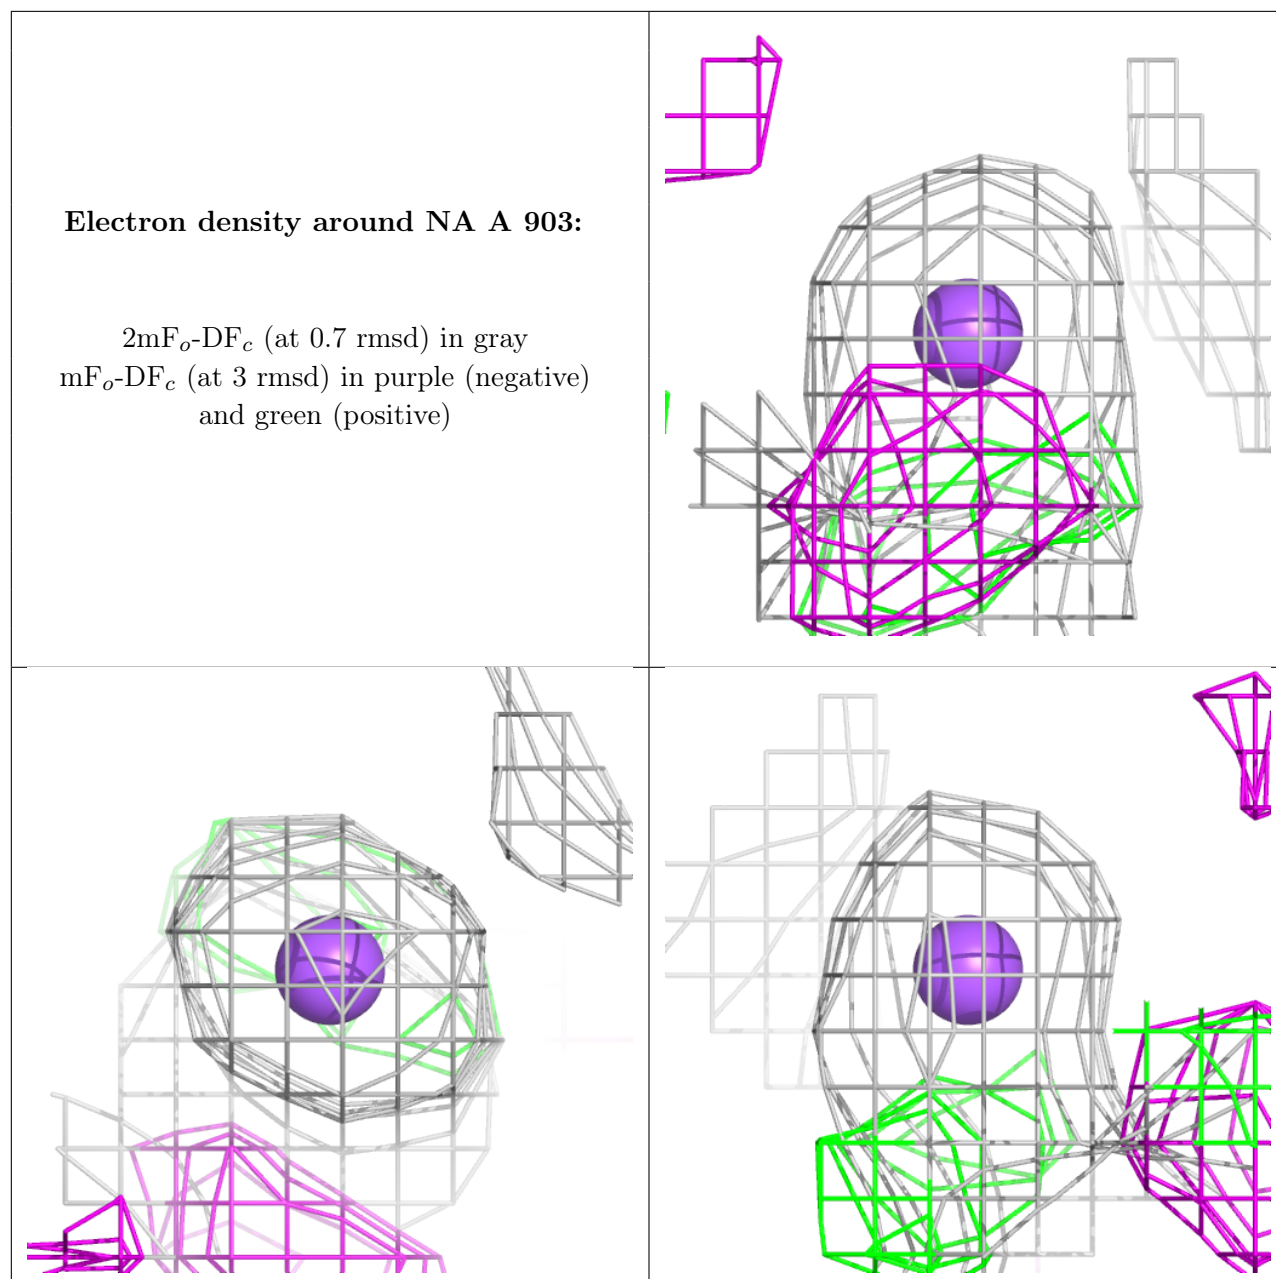 Electron density around NA A 903:
2mFo-DFc (at 0.7 rmsd) in gray
mFo-DFc (at 3 rmsd) in purple (negative)
and green (positive)